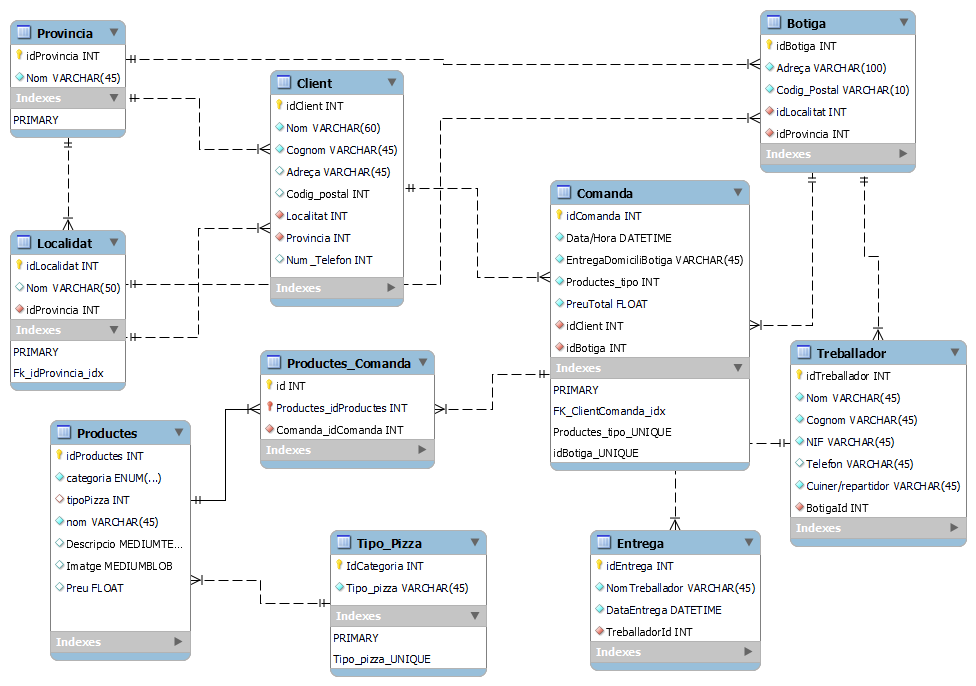 Provincia
idProvincia INT
Nom VARCHAR(45)
Indexes
PRIMARY
Client
idClient INT
Nom VARCHAR(60)
Cognom VARCHAR(45)
Adreça VARCHAR(45)
Codig_postal INT
Localitat INT
Provincia INT
Num_Telefon INT
Indexes
Botiga
idBotiga INT
Adreça VARCHAR(100)
Codig_Postal VARCHAR(10)
idLocalitat INT
idProvincia INT
Indexes
Localidat
idLocalidat INT
Nom VARCHAR(50)
idProvincia INT
Indexes
PRIMARY
Fk_idProvincia_idx
Comanda
idComanda INT
Data/Hora DATETIME
EntregaDomiciliBotiga VARCHAR(45)
Productes_tipo INT
PreuTotal FLOAT
idClient INT
idBotiga INT
Indexes
PRIMARY
FK_ClientComanda_idx
Productes_tipo_UNIQUE
idBotiga_UNIQUE
Treballador
idTreballador INT
Nom VARCHAR(45)
Cognom VARCHAR(45)
NIF VARCHAR(45)
Telefon VARCHAR(45)
Cuiner/repartidor VARCHAR(45)
BotigaId INT
Indexes
Productes_Comanda
id INT
Productes_idProductes INT
Comanda_idComanda INT
Indexes
Productes
idProductes INT
categoria ENUM(...)
tipoPizza INT
nom VARCHAR(45)
Descripcio MEDIUMTE...
Imatge MEDIUMBLOB
Preu FLOAT
Indexes
Tipo_Pizza
IdCategoria INT
Tipo_pizza VARCHAR(45)
Indexes
PRIMARY
Tipo_pizza_UNIQUE
Entrega
idEntrega INT
NomTreballador VARCHAR(45)
DataEntrega DATETIME
TreballadorId INT
Indexes